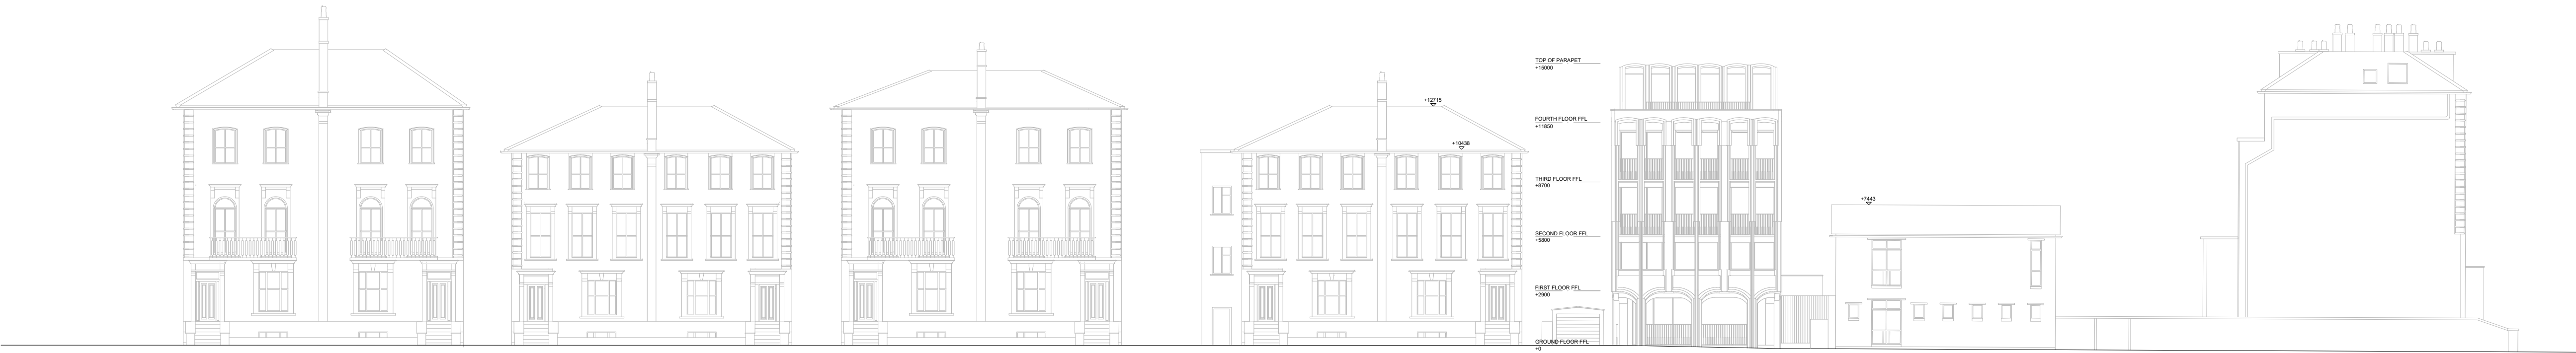 TOP OF PARAPET
+15000
+12715
FOURTH FLOOR FFL
+11850
+10438
THIRD FLOOR FFL
+8700
+7443
SECOND FLOOR FFL
+5800
FIRST FLOOR FFL
+2900
GROUND FLOOR FFL
+0